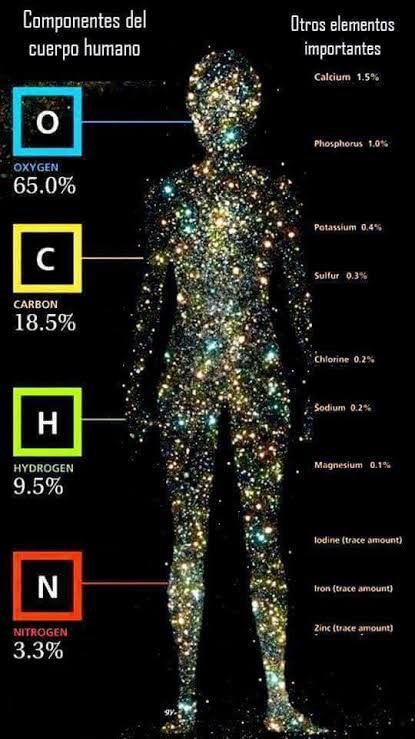 Componentes del
cuerpo humano
O
OXYGEN
65.0%
C
CARBON
18.5%
H
HYDROGEN
9.5%
N
NITROGEN
3.3%
Otros elementos
importantes
Calcium 1.5%
Phosphorus 1.0%
Potassium 0.4%
Sulfur 0.3%
Chlorine 0.2%
Sodium 0.2%
Magnesium 0.1%
Iodine (trace amount)
Iron (trace amount)
Zinc (trace amount)
gy.